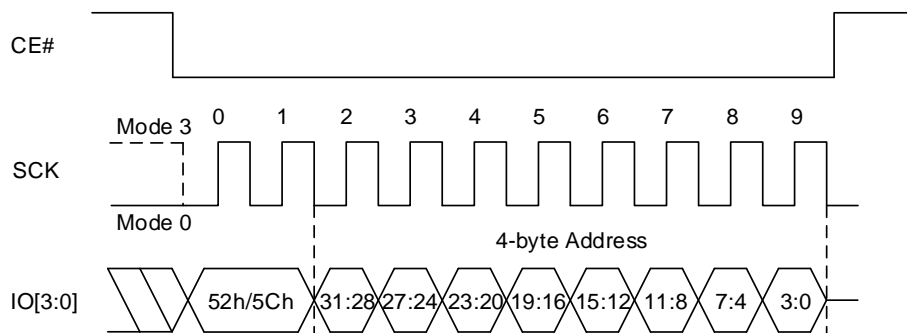 CE#
0 1 2 3 4 5 6 7 8 9
Mode 3
SCK
Mode 0
4-byte Address
IO[3:0] 52h/5Ch 31:28 27:24 23:20 19:16 15:12 11:8 7:4 3:0